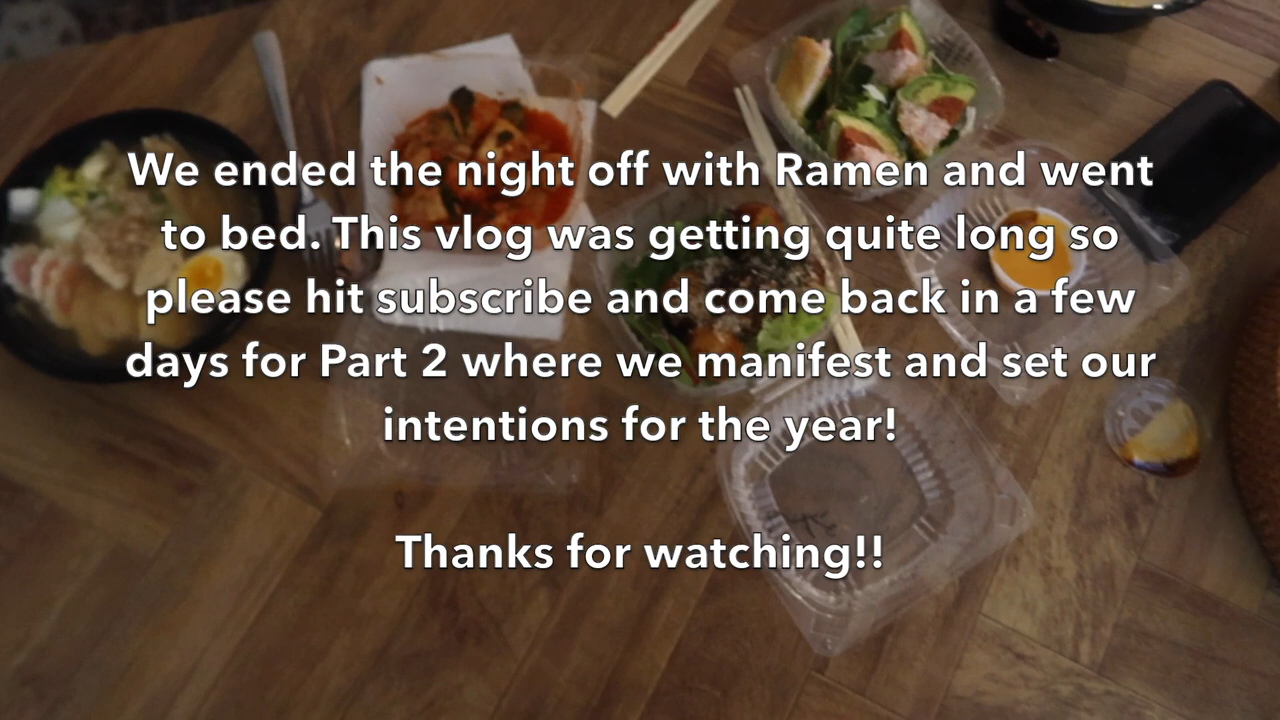 We ended the night off with Ramen and went
to bed. This vlog was getting quite long so
please hit subscribe and come back in a few
days for Part 2 where we manifest and set our
intentions for the year!
Thanks for watching!!